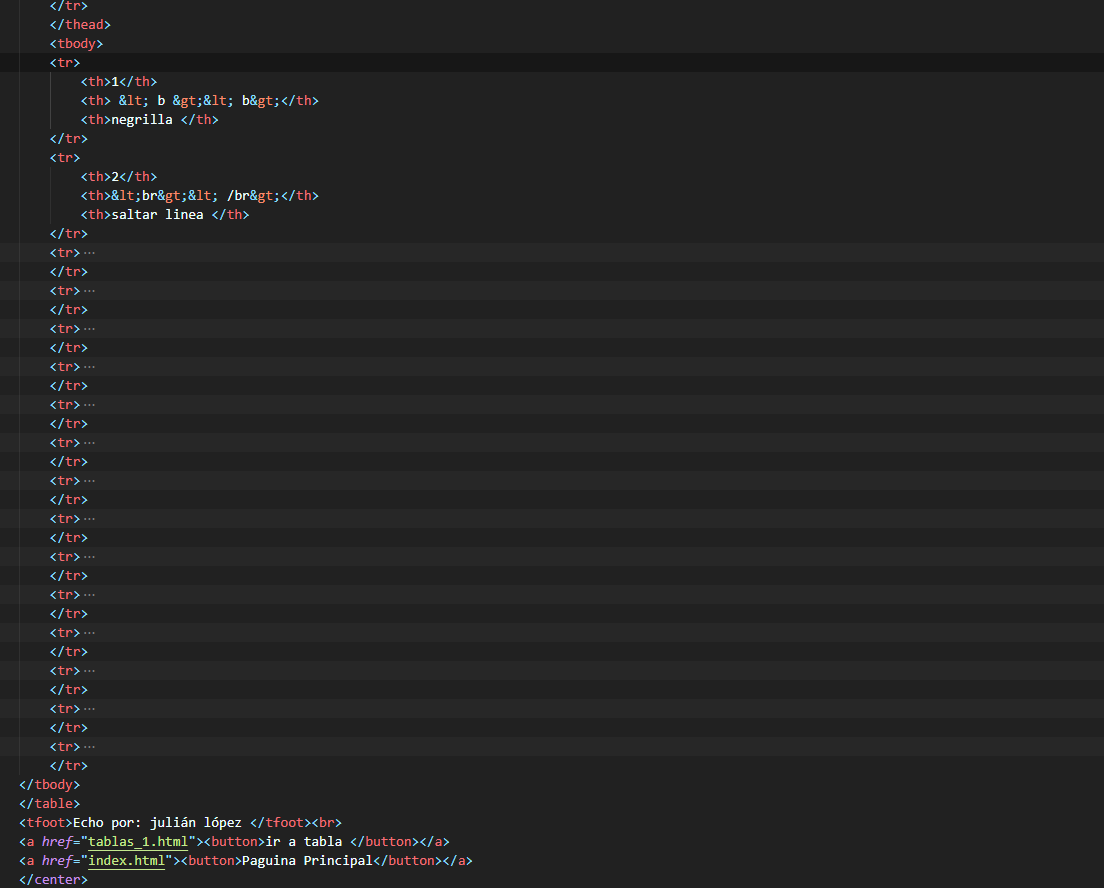 </tr>
</thead>
<tbody>
<tr>
<th>1</th>
<th> &lt; b &gt;&lt; b&gt;</th>
<th>negrilla </th>
</tr>
<tr>
<th>2</th>
<th>&lt;br&gt;&lt; /br&gt;</th>
<th>saltar linea </th>
</tr>
<tr>···
</tr>
<tr>···
</tr>
<tr>···
</tr>
<tr>···
</tr>
<tr>···
</tr>
<tr>···
</tr>
<tr>···
</tr>
<tr>···
</tr>
<tr>···
</tr>
<tr>···
</tr>
<tr>···
</tr>
<tr>···
</tr>
<tr>···
</tr>
<tr>···
</tr>
</tbody>
</table>
<tfoot>Echo por: julián lópez </tfoot><br>
<a href="tablas_1.html"><button>ir a tabla </button></a>
<a href="index.html"><button>Paguina Principal</button></a>
</center>